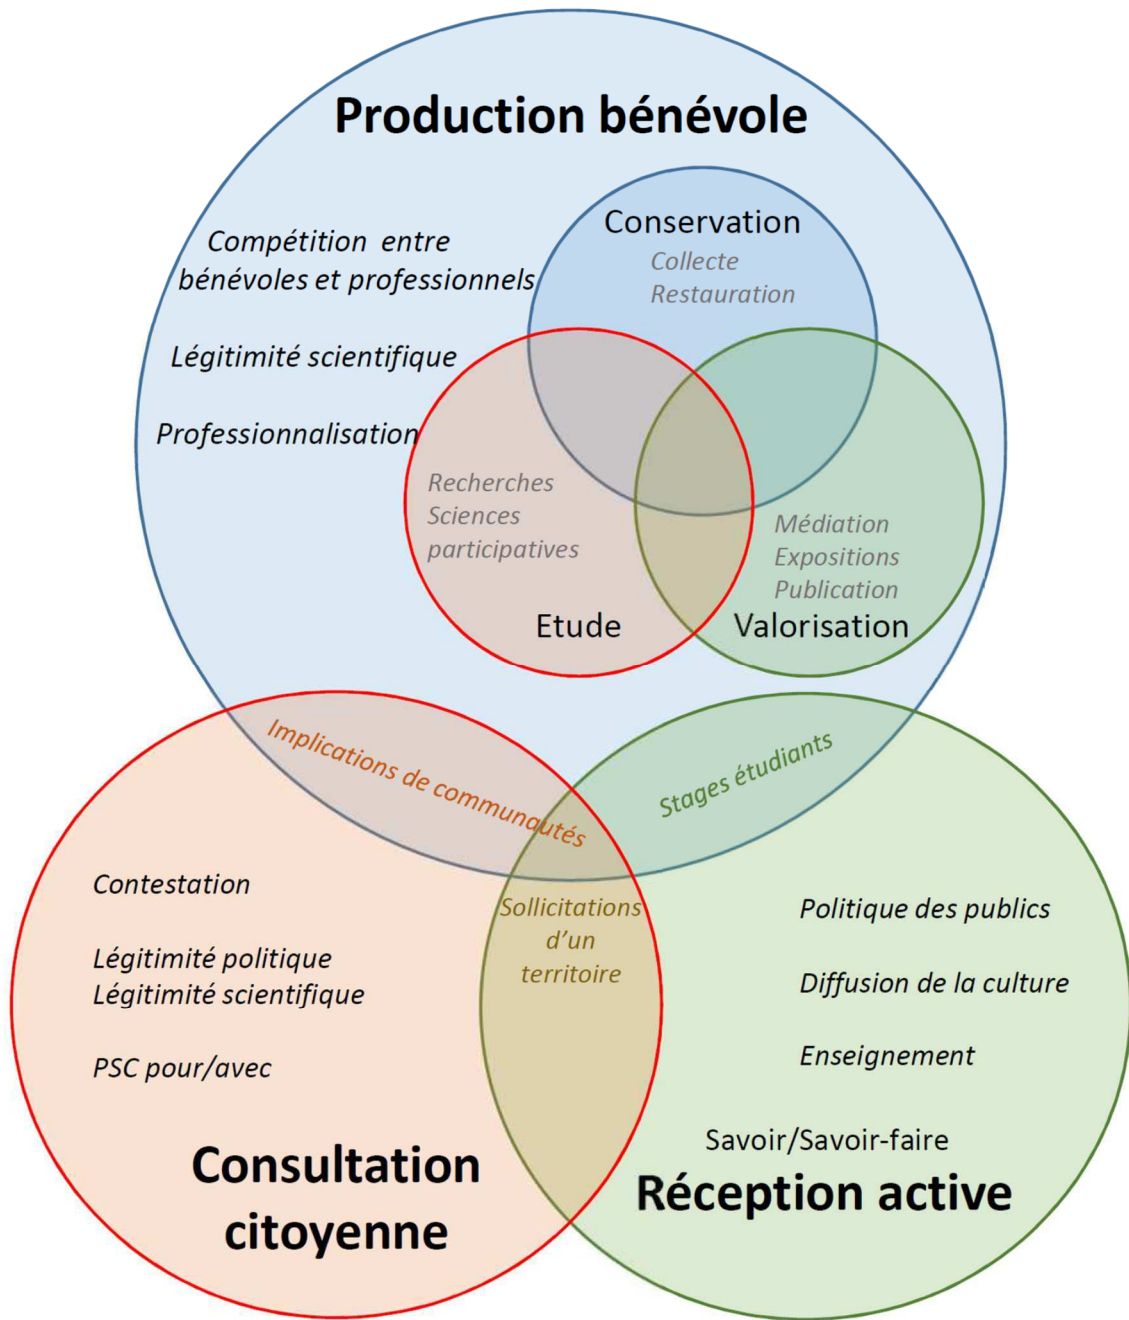 Production bénévole
Conservation
Collecte
Restauration
Compétition entre
bénévoles et professionnels
Légitimité scientifique
Professionnalisation
Recherches
Sciences
participatives
Etude
Médiation
Expositions
Publication
Valorisation
Implications de communautés
Stages étudiants
Sollicitations
d’un
territoire
Contestation
Légitimité politique
Légitimité scientifique
PSC pour/avec
Consultation
citoyenne
Politique des publics
Diffusion de la culture
Enseignement
Savoir/Savoir-faire
Réception active